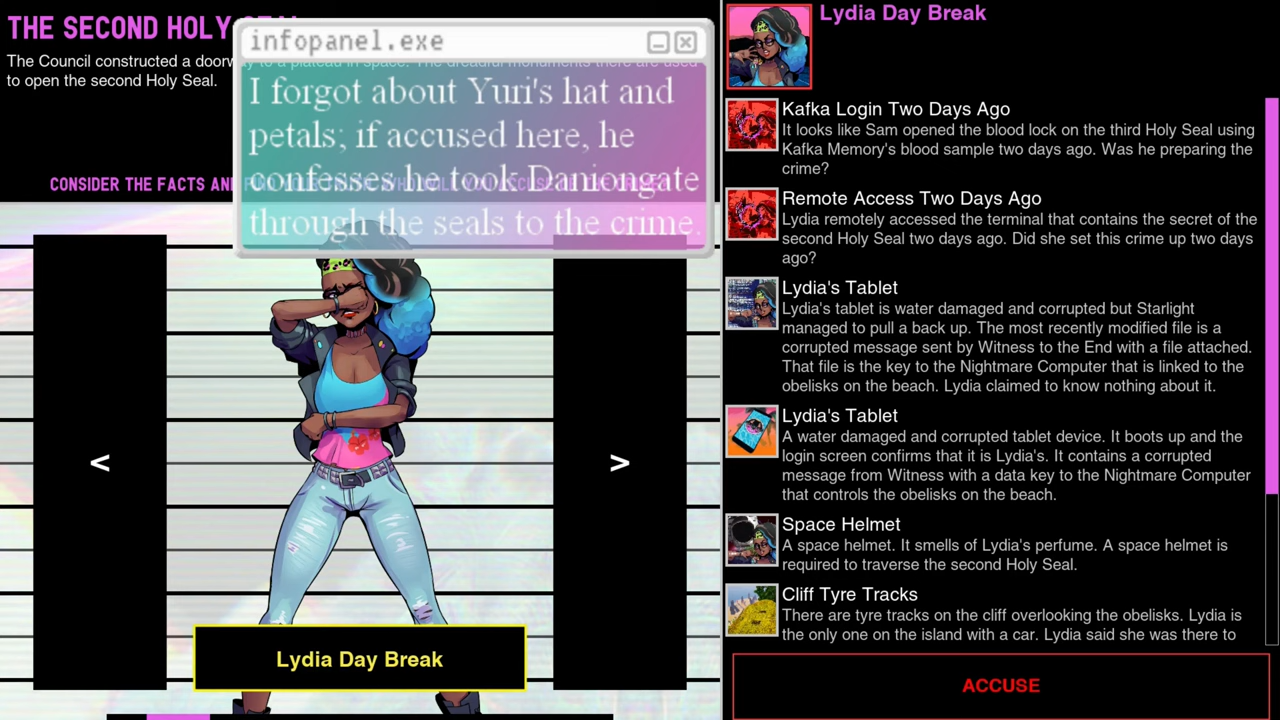 THE SECOND HOLY
The Council constructed a doorw
to open the second Holy Seal.
infopanel.exe
I forgot about Yuri's hat and
petals; if accused here, he
confesses he took Damiongate
through the seals to the crime.
CONSIDER THE FACTS AND
<
>
Lydia Day Break
Lydia Day Break
Kafka Login Two Days Ago
It looks like Sam opened the blood lock on the third Holy Seal using
Kafka Memory's blood sample two days ago. Was he preparing the
crime?
Remote Access Two Days Ago
Lydia remotely accessed the terminal that contains the secret of the
second Holy Seal two days ago. Did she set this crime up two days
ago?
Lydia's Tablet
Lydia's tablet is water damaged and corrupted but Starlight
managed to pull a back up. The most recently modified file is a
corrupted message sent by Witness to the End with a file attached.
That file is the key to the Nightmare Computer that is linked to the
obelisks on the beach. Lydia claimed to know nothing about it.
Lydia's Tablet
A water damaged and corrupted tablet device. It boots up and the
login screen confirms that it is Lydia's. It contains a corrupted
message from Witness with a data key to the Nightmare Computer
that controls the obelisks on the beach.
Space Helmet
A space helmet. It smells of Lydia's perfume. A space helmet is
required to traverse the second Holy Seal.
Cliff Tyre Tracks
There are tyre tracks on the cliff overlooking the obelisks. Lydia is
the only one on the island with a car. Lydia said she was there to
ACCUSE